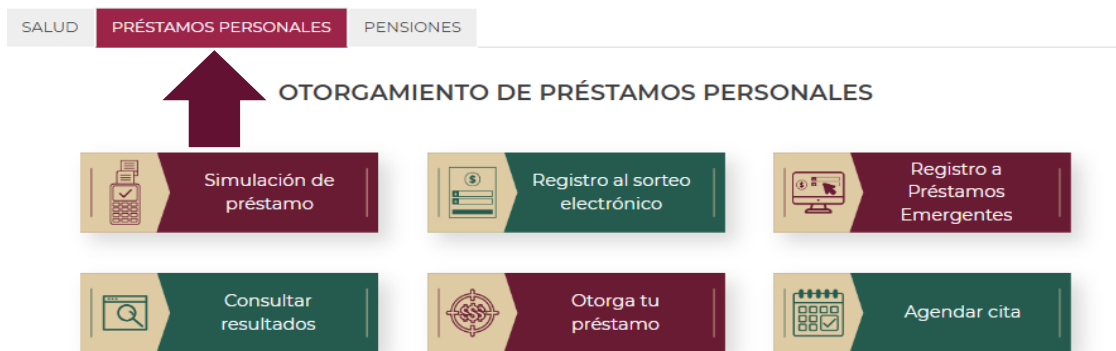 SALUD PRÉSTAMOS PERSONALES PENSIONES
OTORGAMIENTO DE PRÉSTAMOS PERSONALES
Simulación de
préstamo
Registro al sorteo
electrónico
Registro a
Préstamos
Emergentes
Consultar
resultados
Otorga tu
préstamo
Agendar cita